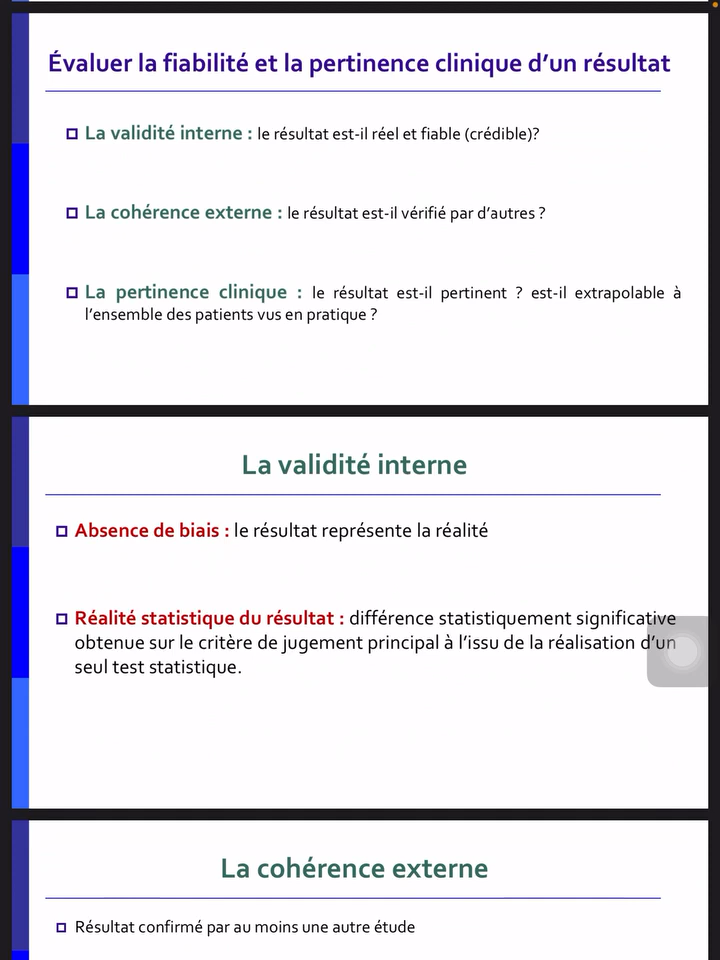 Évaluer la fiabilité et la pertinence clinique d’un résultat
La validité interne : le résultat est-il réel et fiable (crédible)?
La cohérence externe : le résultat est-il vérifié par d’autres ?
La pertinence clinique : le résultat est-il pertinent ? est-il extrapolable à
l’ensemble des patients vus en pratique ?
La validité interne
Absence de biais : le résultat représente la réalité
Réalité statistique du résultat : différence statistiquement significative
obtenue sur le critère de jugement principal à l’issu de la réalisation d’un
seul test statistique.
La cohérence externe
Résultat confirmé par au moins une autre étude